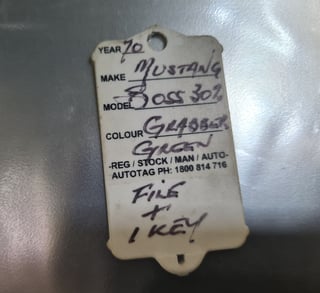 YEAR 70
MAKE MUSTANG
MODEL BOSS 302
COLOUR GRABBER
GREEN
-REG / STOCK / MAN / AUTO-
AUTOTAG PH: 1800 814 716
FILE
+
1 KEY